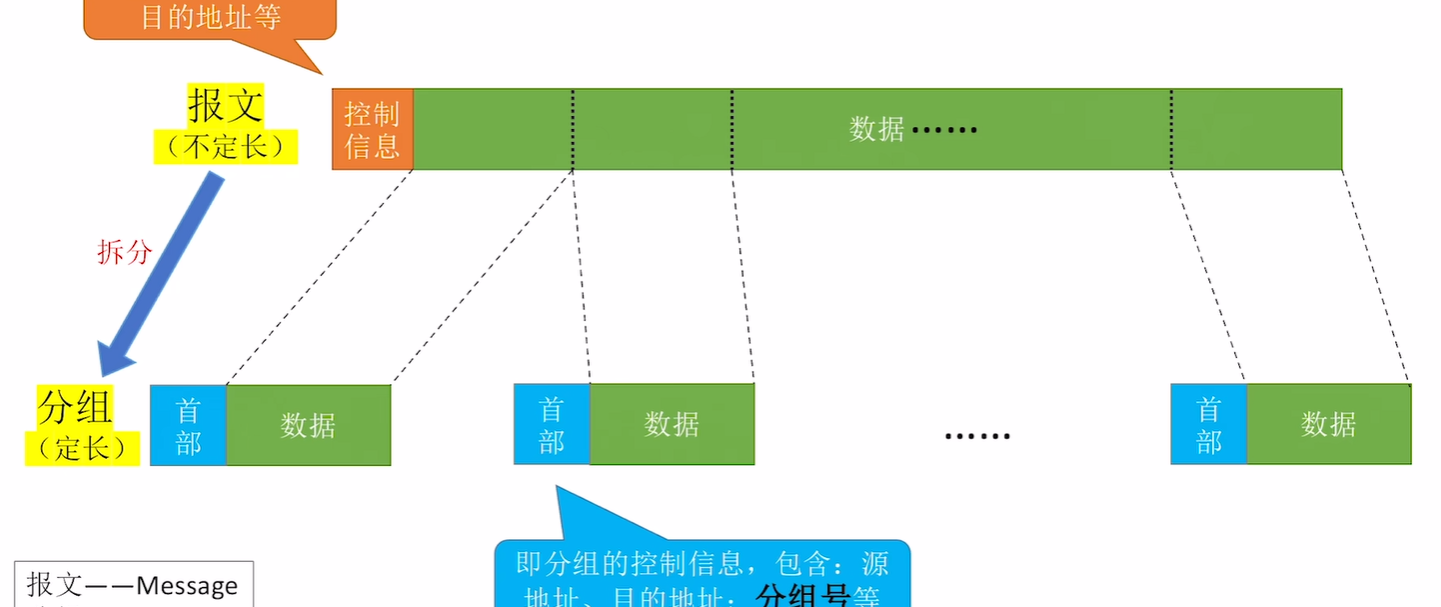 目的地址等
报文
（不定长）
控制
信息
数据······
拆分
分组
（定长）
首
部
数据
首
部
数据
······
首
部
数据
即分组的控制信息，包含：源
地址、目的地址；分组号等
报文——Message